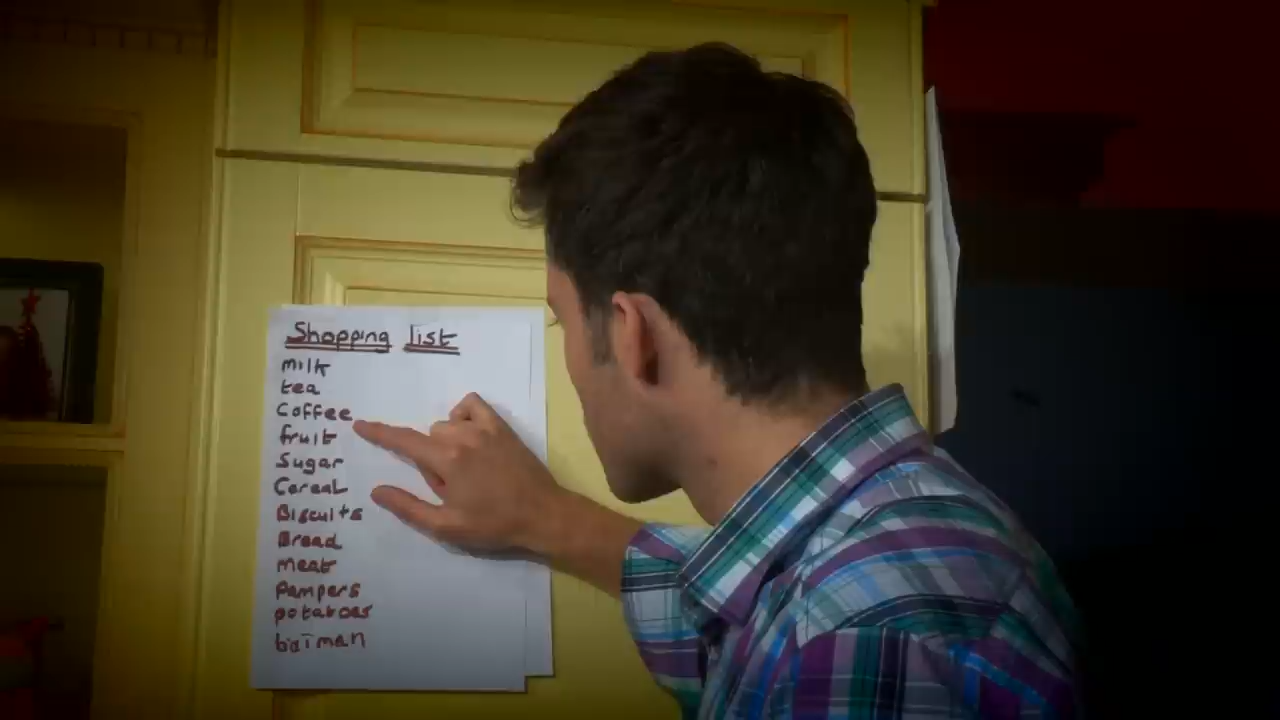 Shopping list
milk
tea
Coffee
fruit
Sugar
Cereal
Biscuits
Bread
meat
Pampers
potatoes
batman